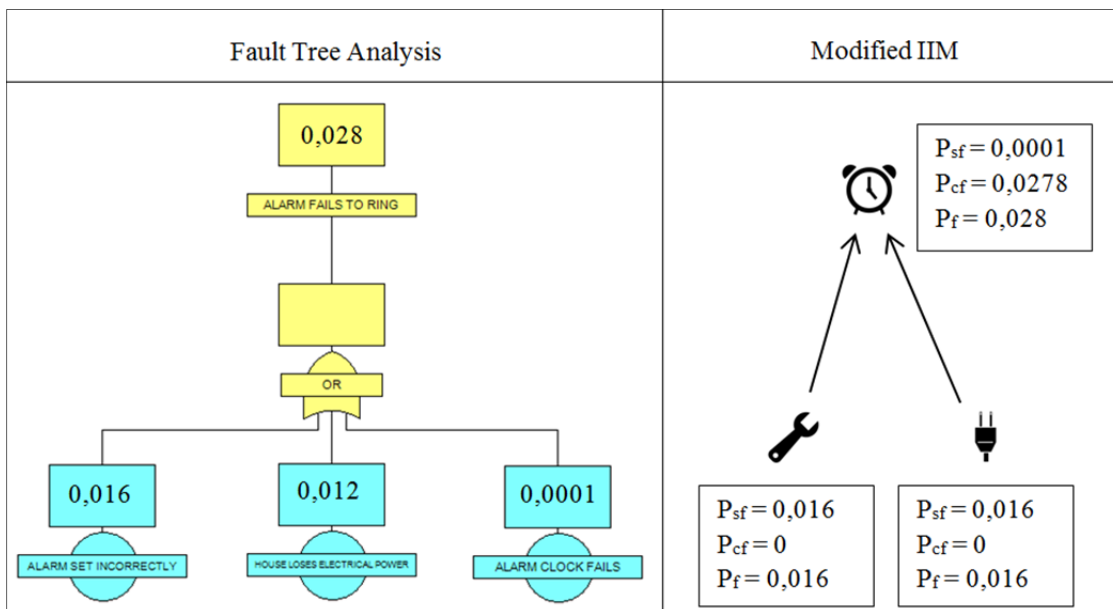 Fault Tree Analysis
Modified IIM
0,028
ALARM FAILS TO RING
OR
0,016
0,012
0,0001
ALARM SET INCORRECTLY
HOUSE LOSES ELECTRICAL POWER
ALARM CLOCK FAILS
Psf = 0,0001
Pcf = 0,0278
Pf = 0,028
Psf = 0,016
Pcf = 0
Pf = 0,016
Psf = 0,016
Pcf = 0
Pf = 0,016